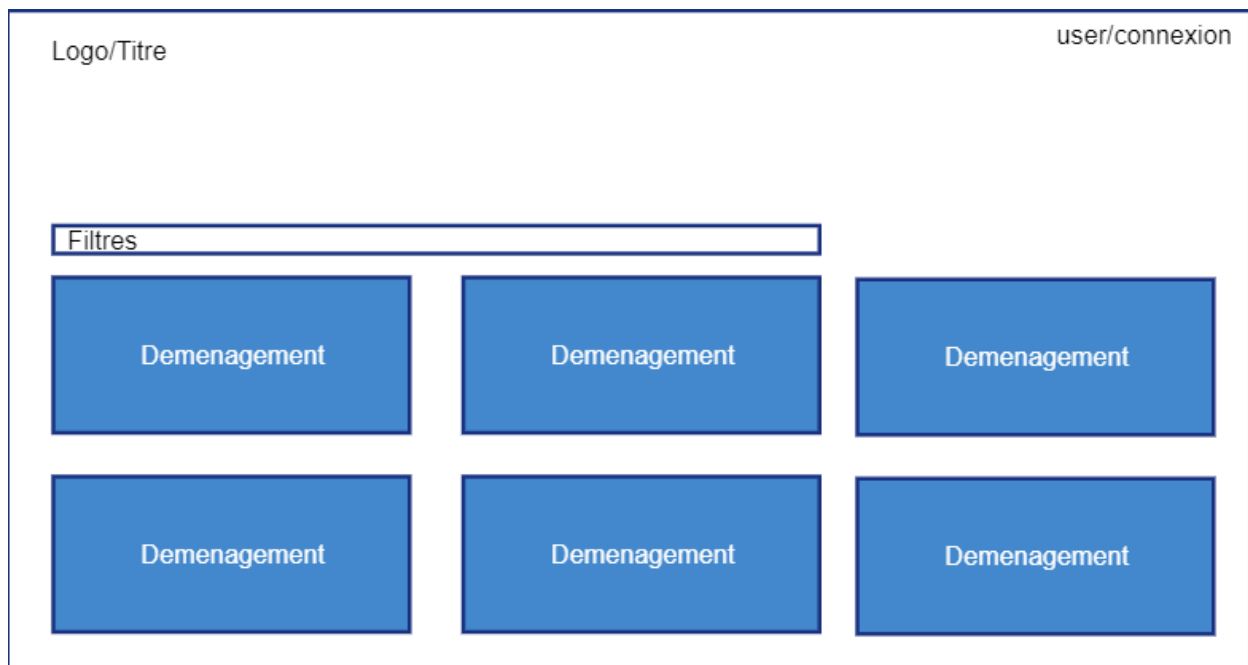 Logo/Titre
user/connexion
Filtres
Demenagement
Demenagement
Demenagement
Demenagement
Demenagement
Demenagement